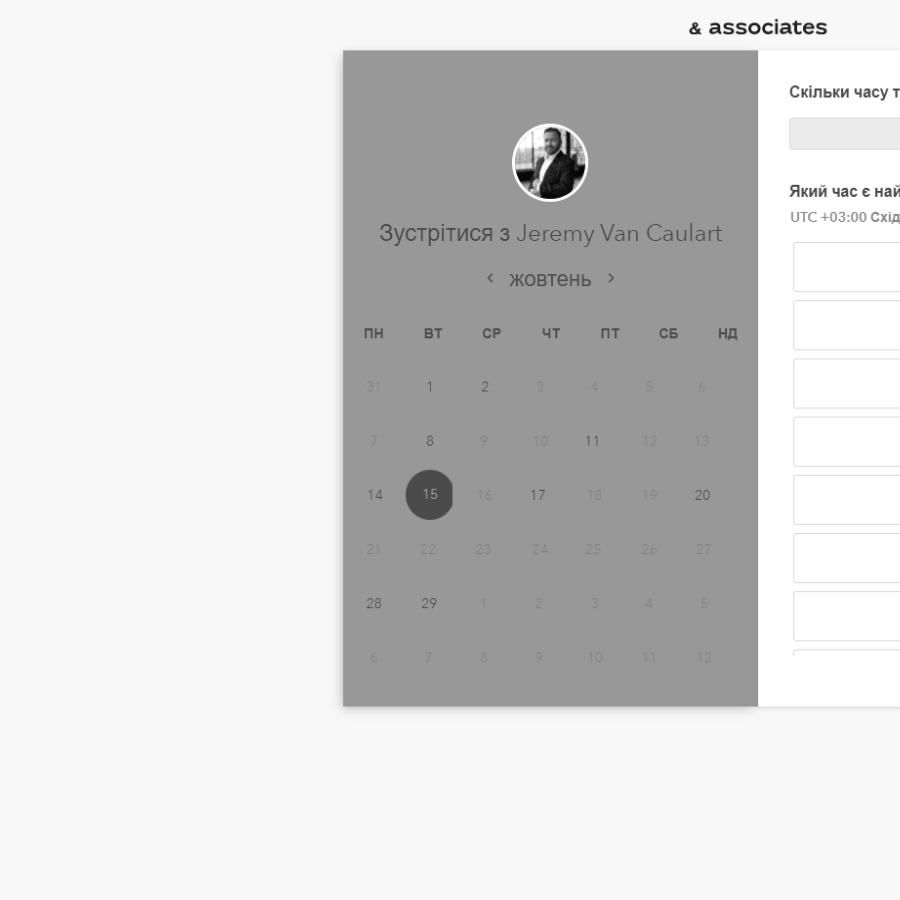 & associates
Зустрітися з Jeremy Van Caulart
жовтень
ПН ВТ СР ЧТ ПТ СБ НД
31 1 2 3 4 5 6
7 8 9 10 11 12 13
14 15 16 17 18 19 20
21 22 23 24 25 26 27
28 29 1 2 3 4 5
6 7 8 9 10 11 12
Скільки часу т
Який час є най
UTC +03:00 Схід